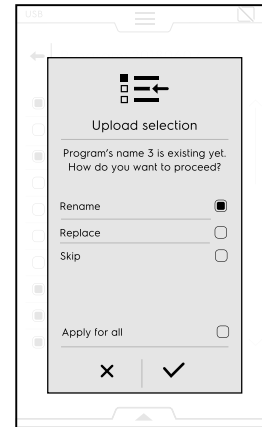 USB
Upload selection
Program's name 3 is existing yet.
How do you want to proceed?
Rename
Replace
Skip
Apply for all